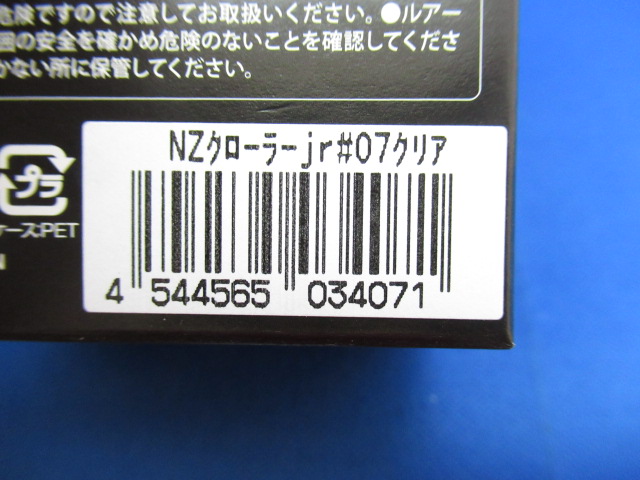 危険ですので注意してお取扱いください。●ルアー
囲の安全を確かめ危険のないことを確認してくださ
かない所に保管してください。
NZクローラーjr#07クリア
プラ
ケース:PET
N
4 544565 034071